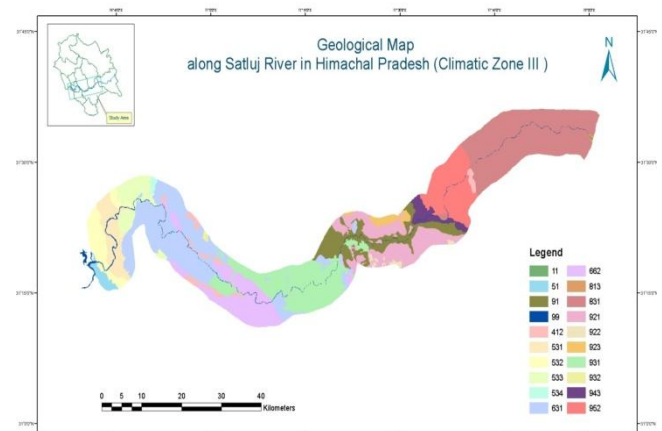 Geological Map
along Satluj River in Himachal Pradesh (Climatic Zone III )
N
Study Area
Legend
11 662
51 813
91 831
99 921
412 922
531 923
532 931
533 932
534 943
631 952
0 5 10 20 30 40
Kilometers